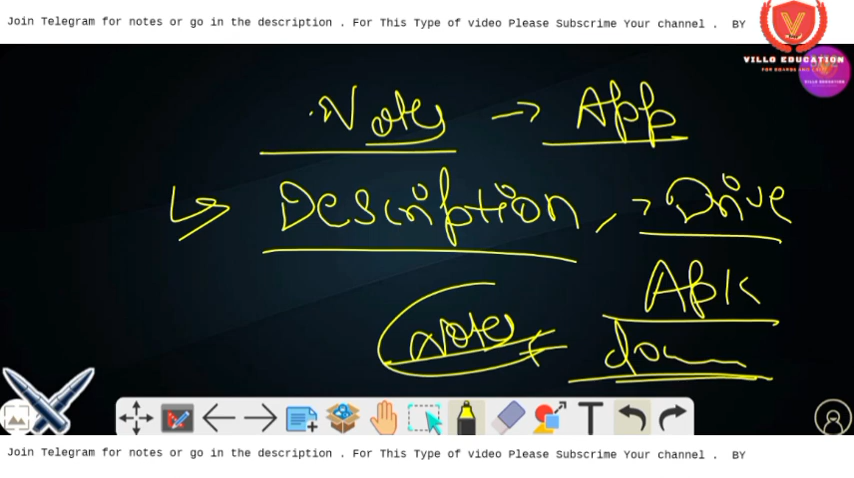 Join Telegram for notes or go in the description . For This Type of video Please Subscrime Your channel . BY
V
VILLO EDUCATION
Notes → App
↳ Description, → Drive
Apk
Notes
down
Join Telegram for notes or go in the description . For This Type of video Please Subscrime Your channel . BY